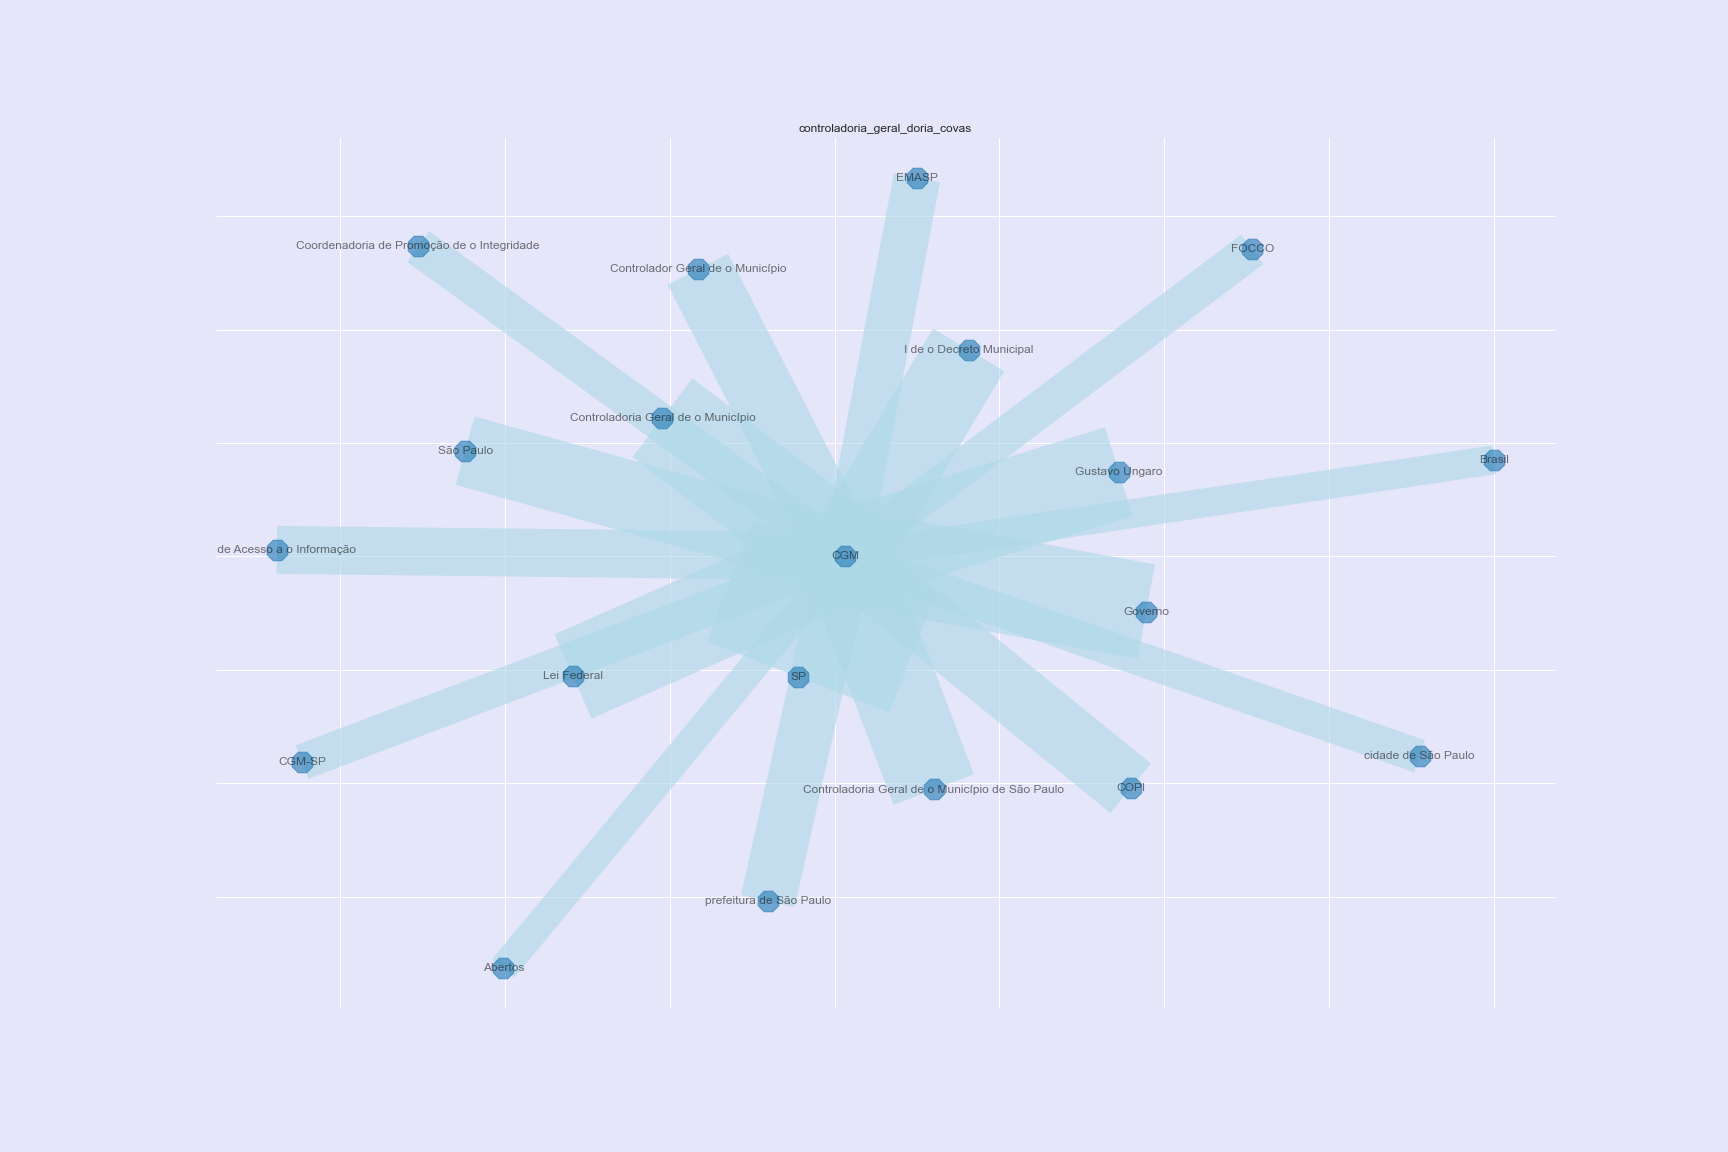 controladoria_geral_doria_covas
EMASP
Coordenadoria de Promoção de o Integridade
FOCCO
Controlador Geral de o Município
I de o Decreto Municipal
Controladoria Geral de o Município
São Paulo
Brasil
Gustavo Ungaro
de Acesso a o Informação
CGM
Governo
Lei Federal
SP
cidade de São Paulo
CGM-SP
COPI
Controladoria Geral de o Município de São Paulo
prefeitura de São Paulo
Abertos